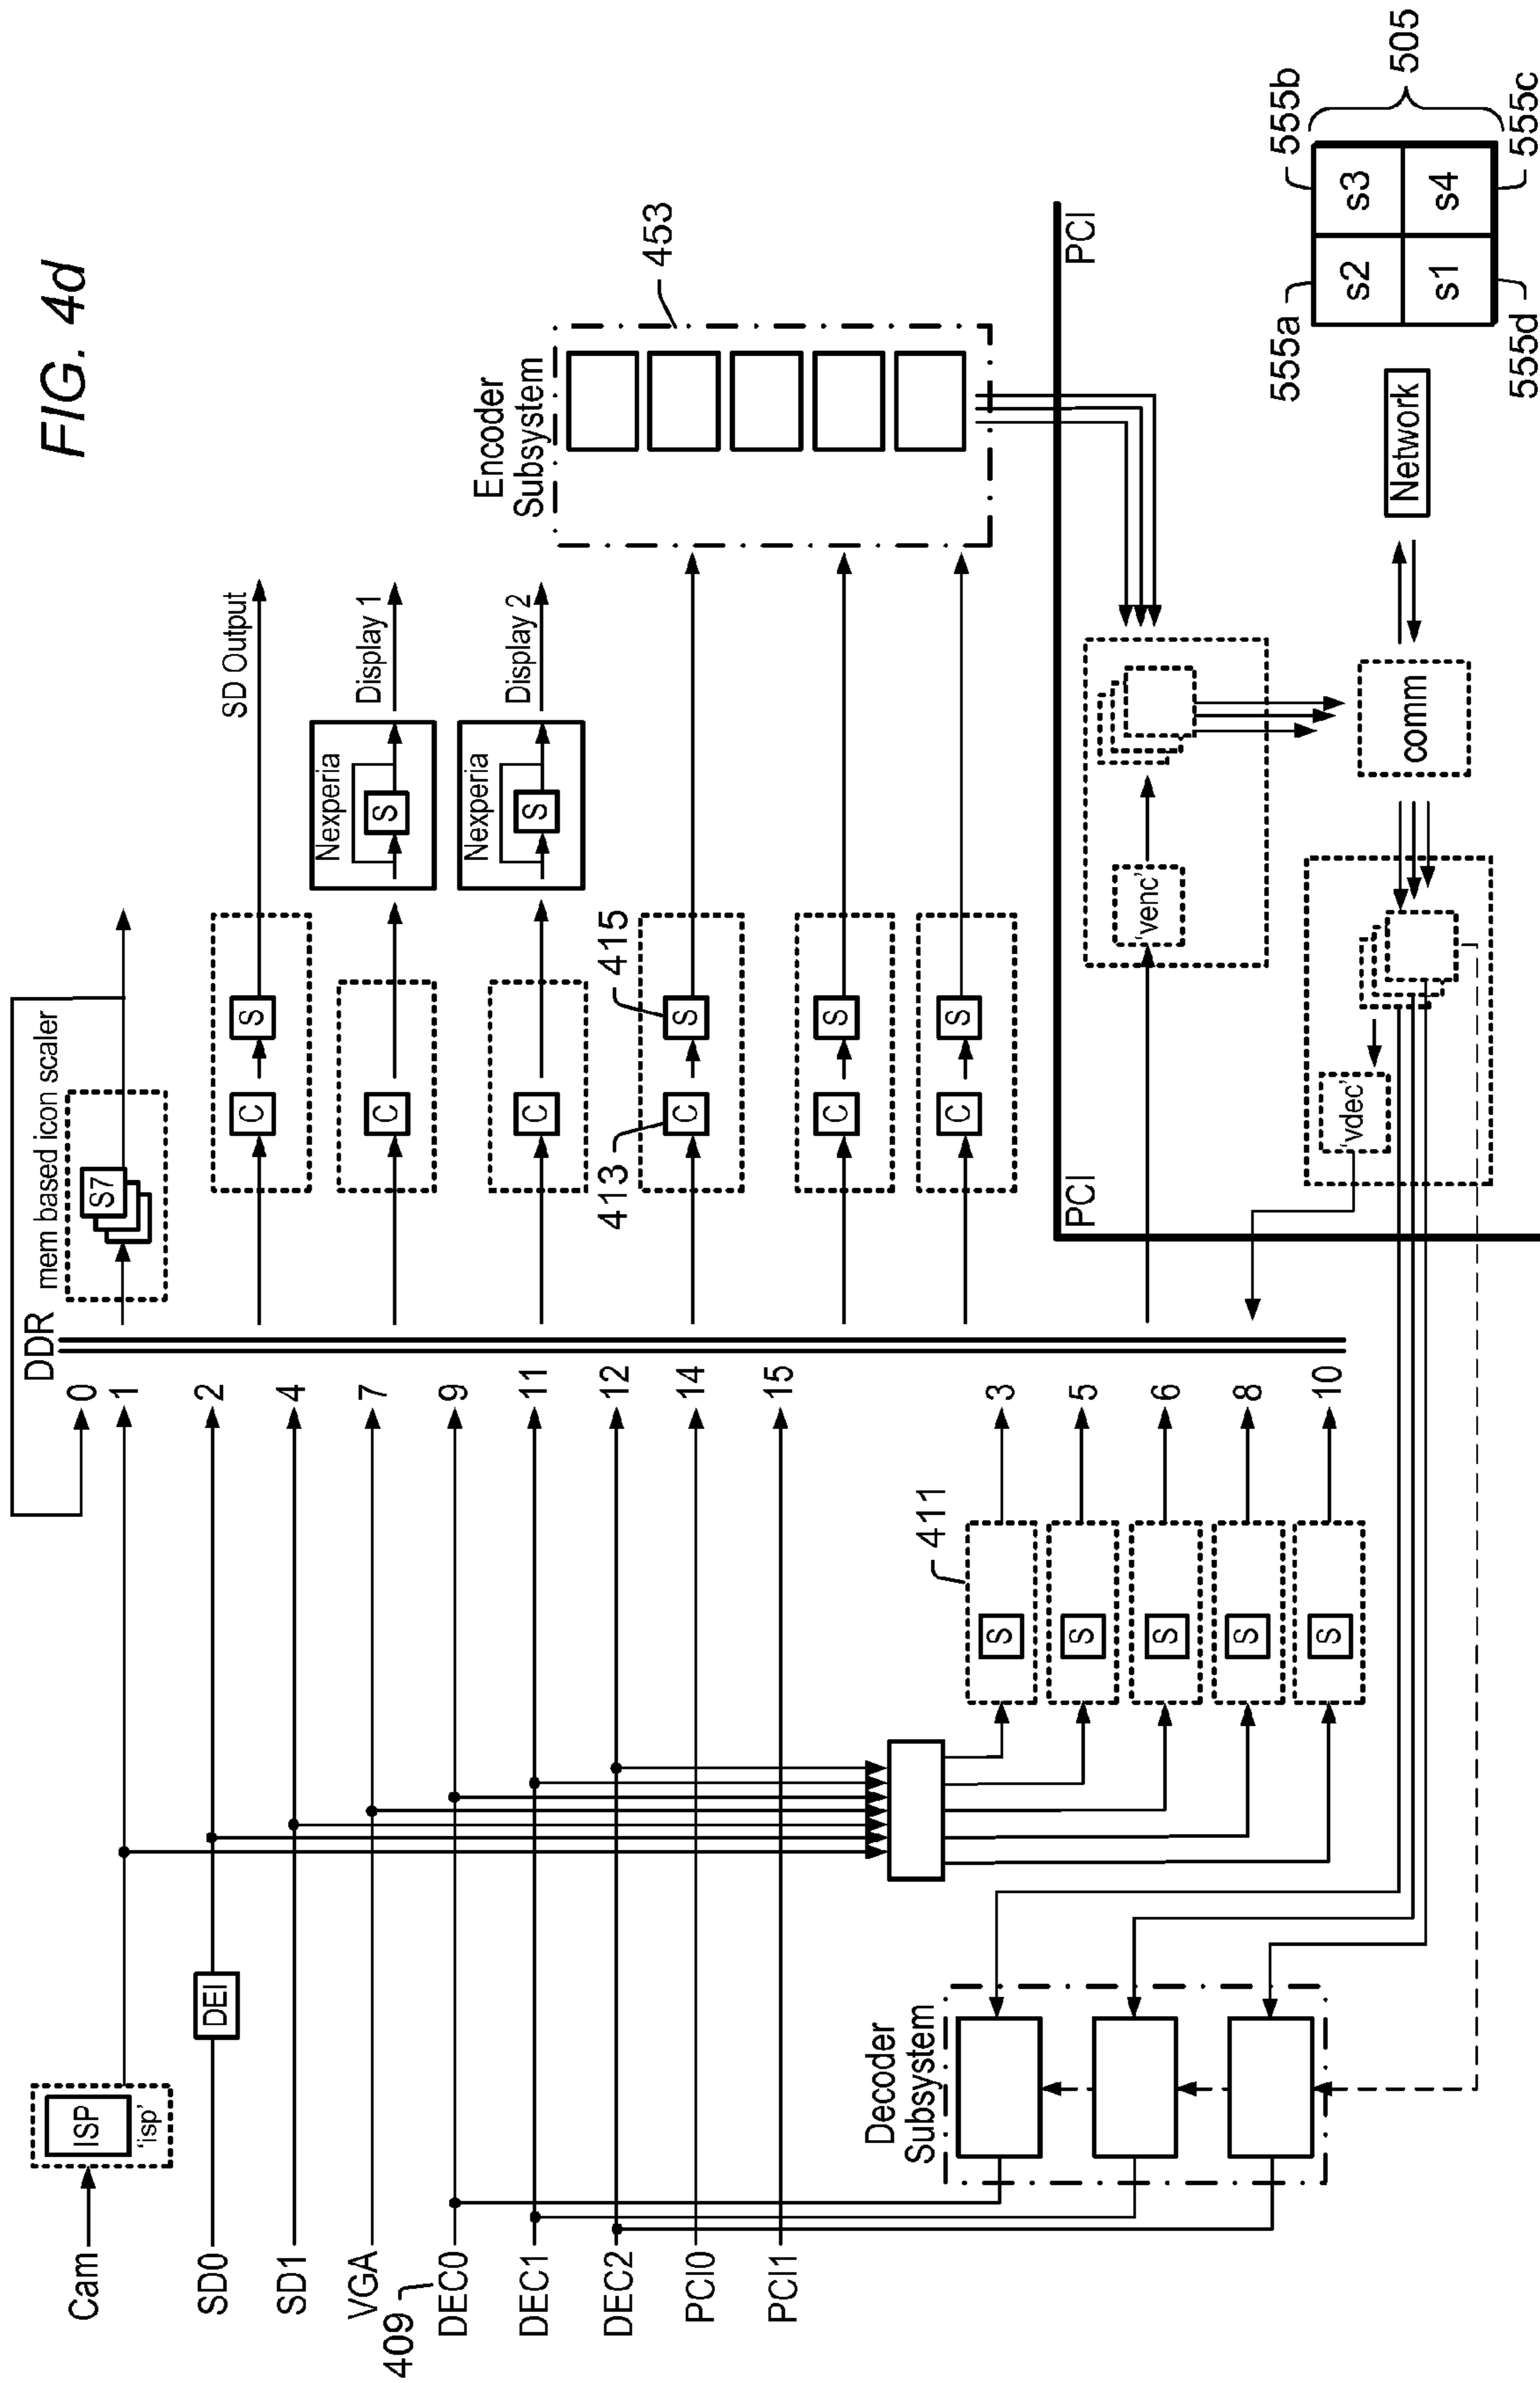 FIG. 4d
DDR
mem based icon scaler
S7
0
1
2
4
7
9
11
12
14
15
3
5
6
8
10
Cam
ISP
'isp'
SD0
DEI
SD1
VGA
409
DEC0
DEC1
DEC2
PCI0
PCI1
Decoder
Subsystem
411
S
S
S
S
S
C
S
SD Output
C
Nexperia
S
Display 1
C
Nexperia
S
Display 2
413
C
S
415
C
S
C
S
Encoder
Subsystem
453
PCI
PCI
'venc'
'vdec'
comm
Network
555a
555b
s2
s3
s1
s4
505
555d
555c